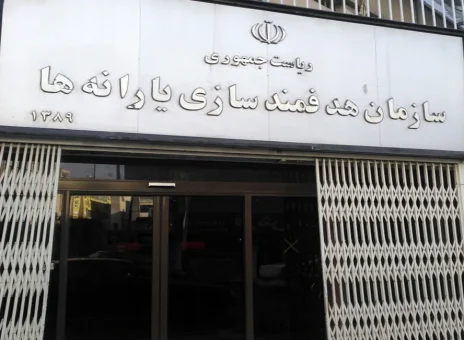 ریاست جمهوری
سازمان هدفمند سازی یارانه ها
۱۳۸۹